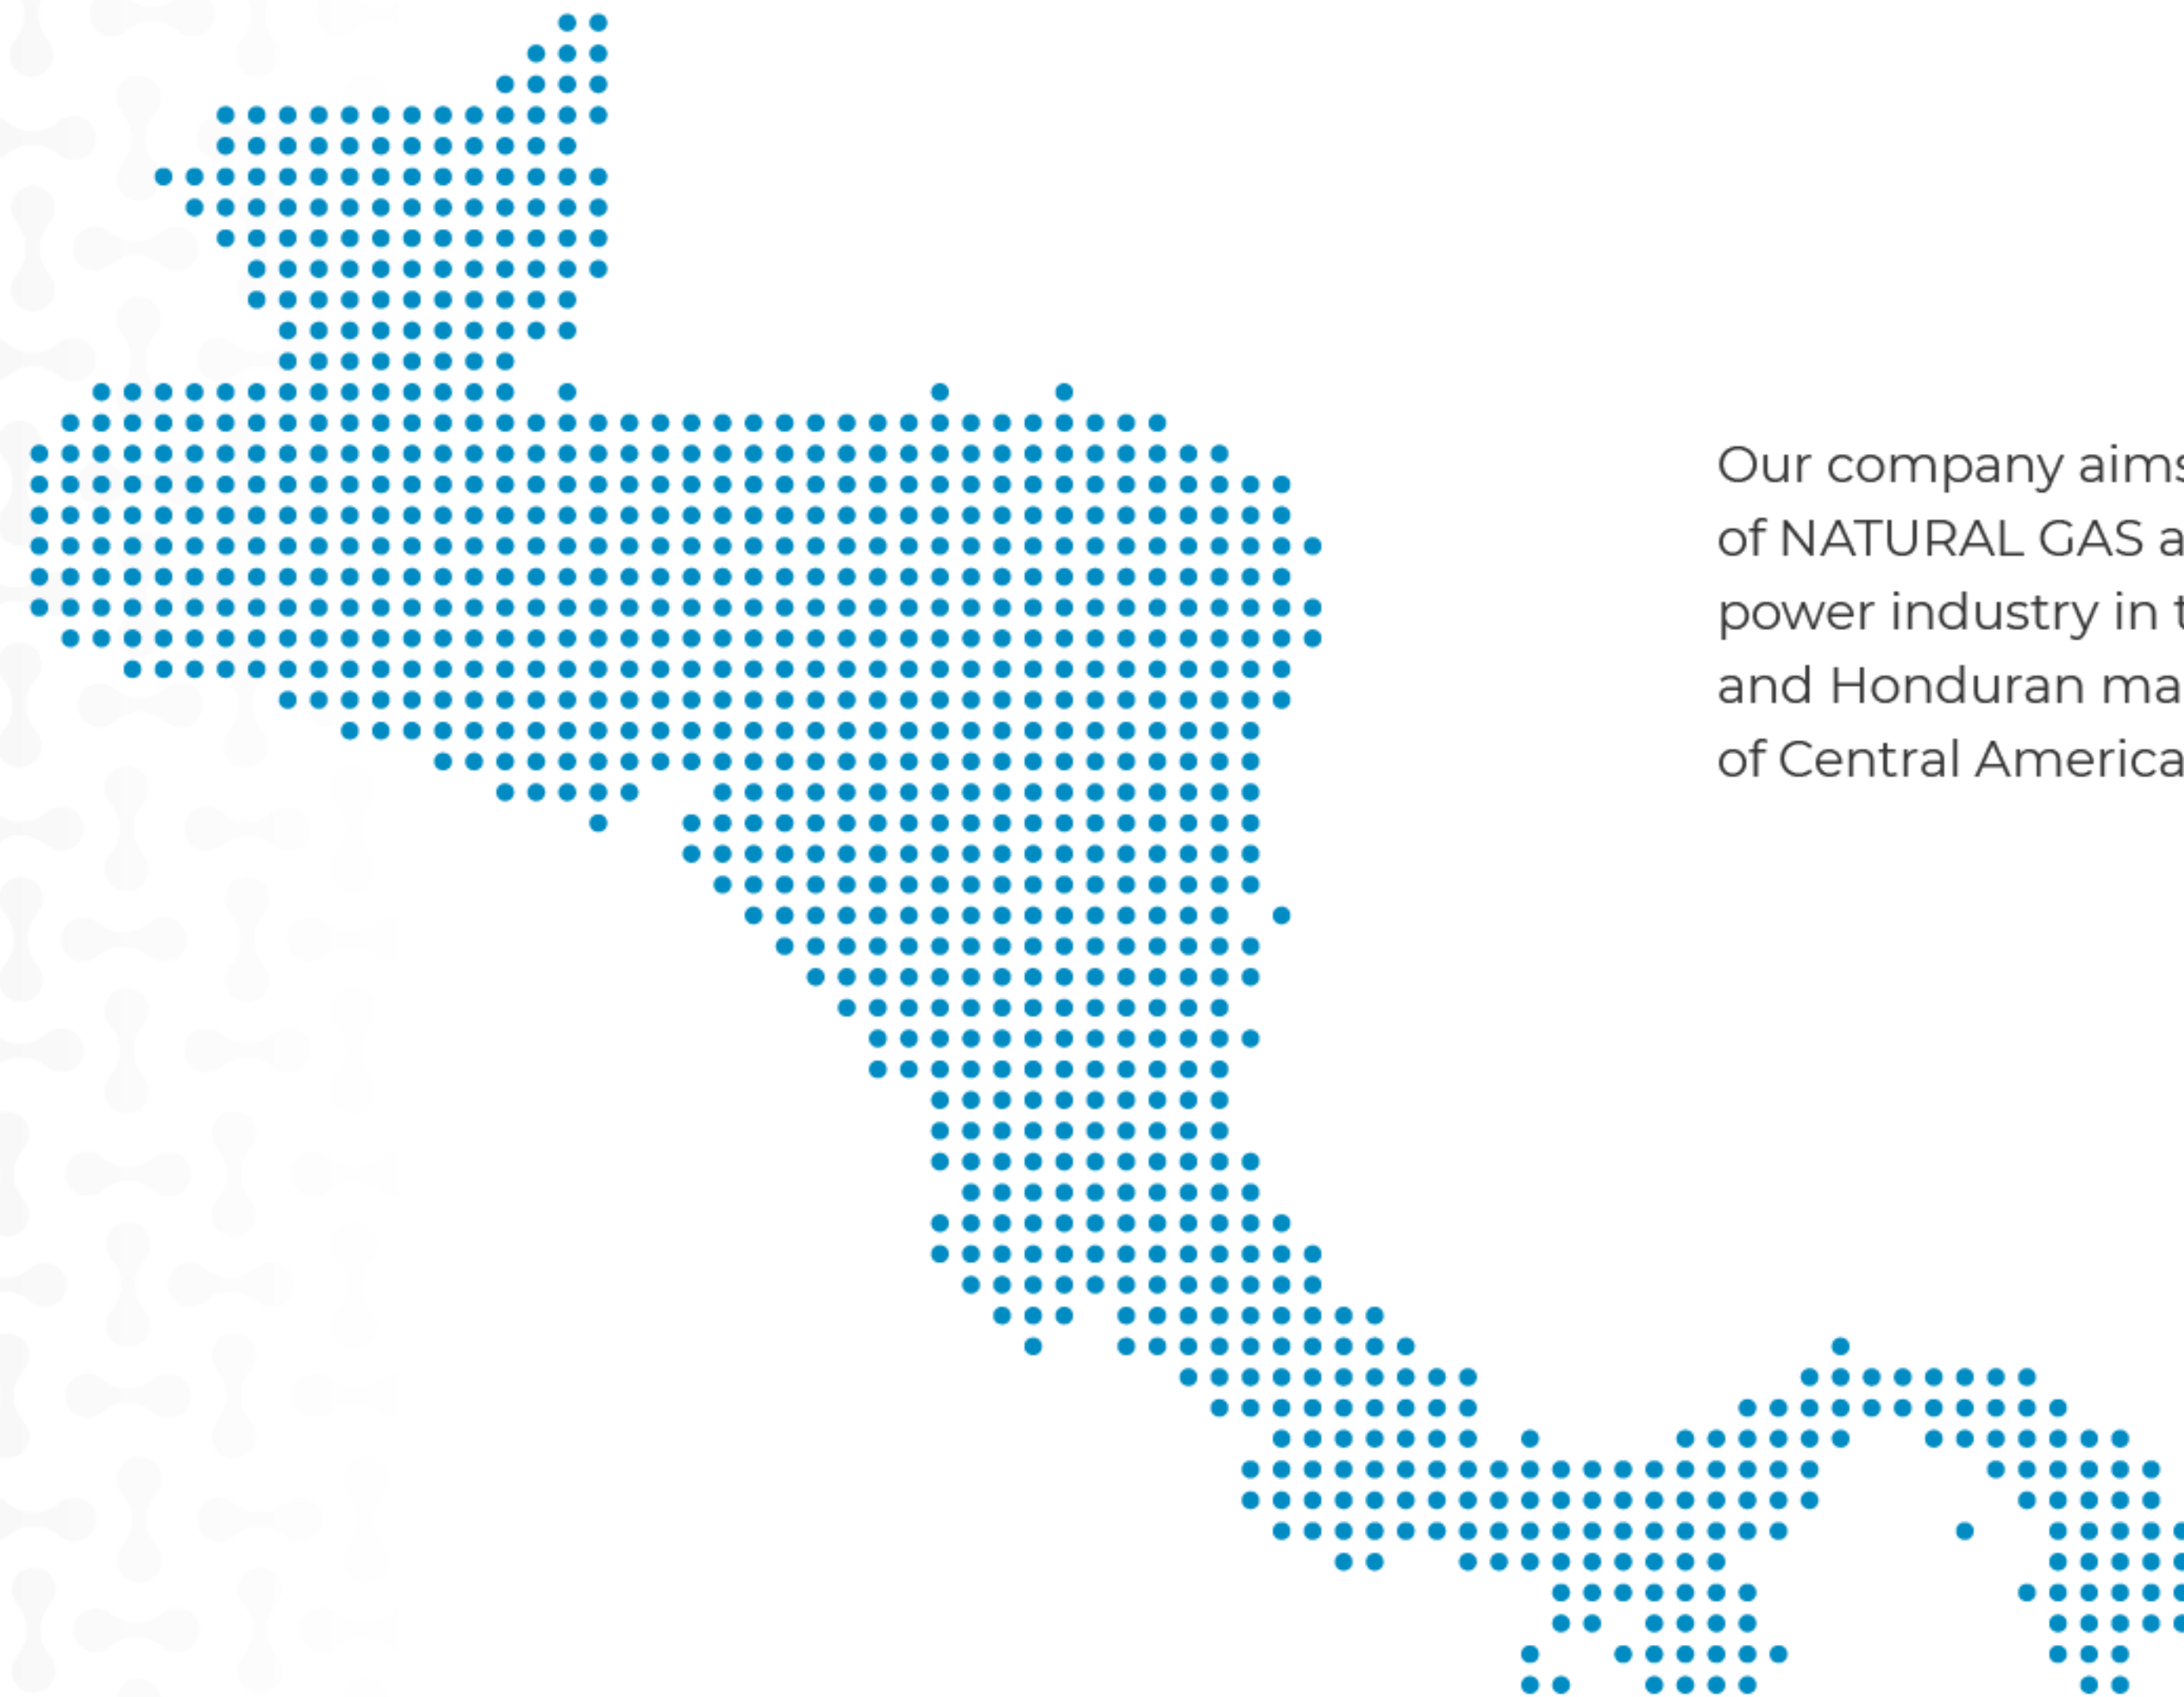 Our company aims
of NATURAL GAS a
power industry in t
and Honduran ma
of Central America